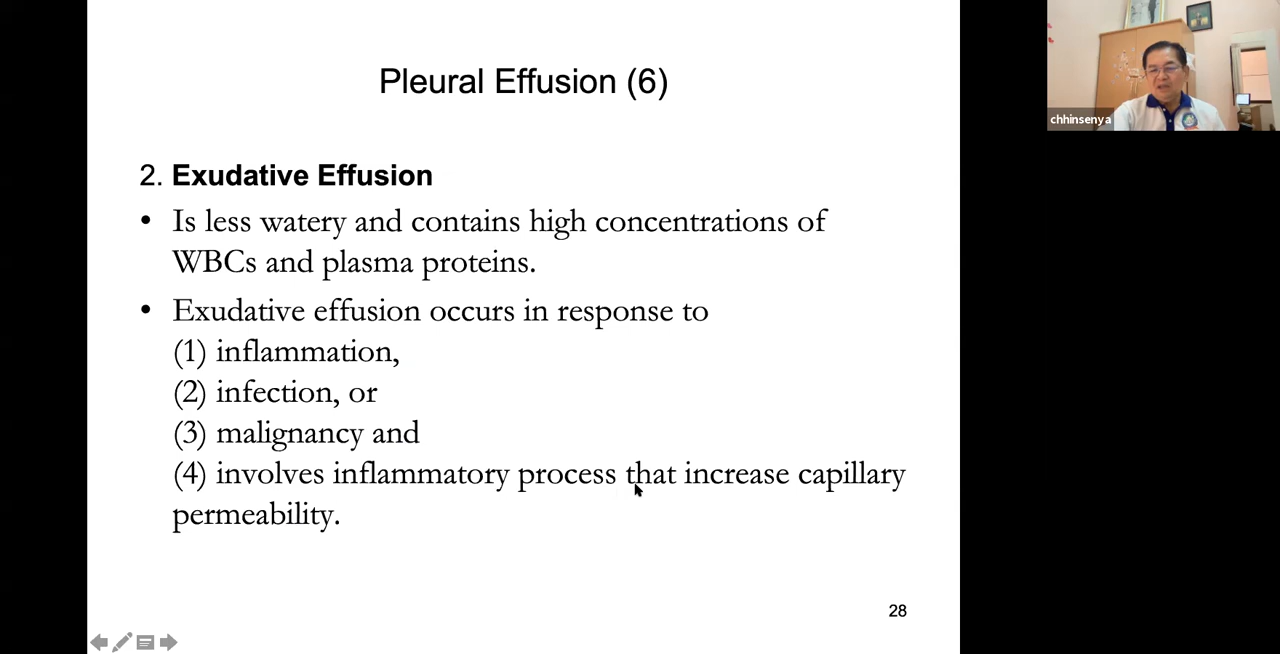 Pleural Effusion (6)
2. Exudative Effusion
• Is less watery and contains high concentrations of
WBCs and plasma proteins.
• Exudative effusion occurs in response to
(1) inflammation,
(2) infection, or
(3) malignancy and
(4) involves inflammatory process that increase capillary
permeability.
28
chhinsenya